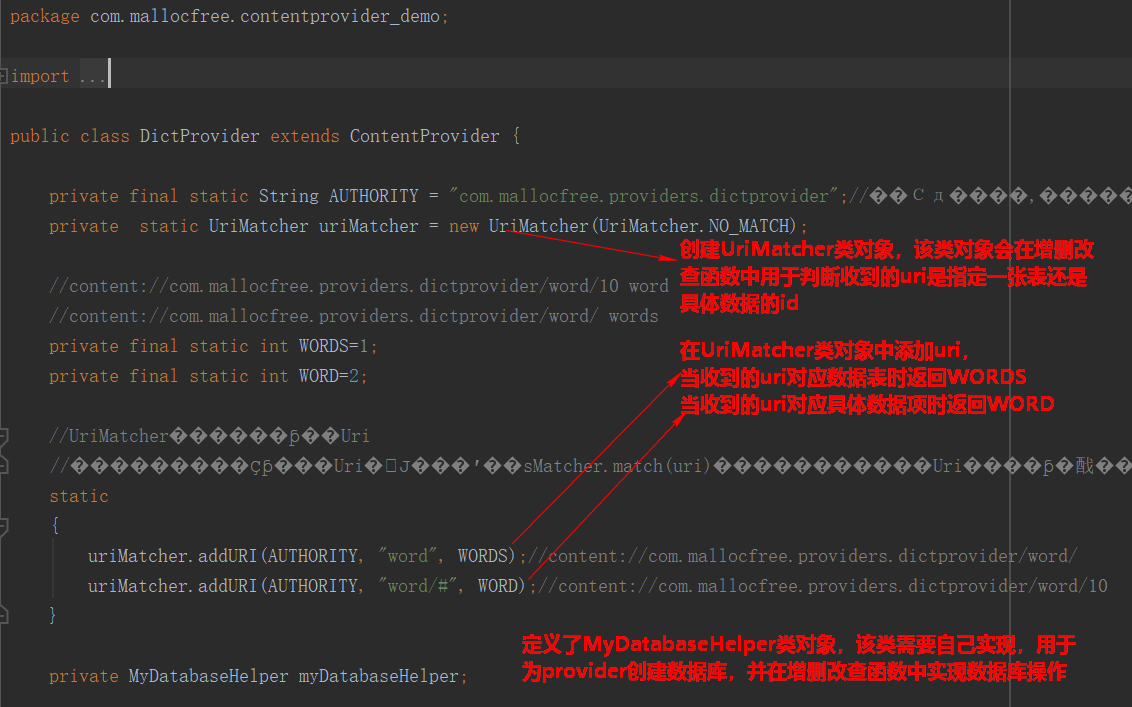 package com.mallocfree.contentprovider_demo;
import ...
public class DictProvider extends ContentProvider {
private final static String AUTHORITY = "com.mallocfree.providers.dictprovider";//
private  static UriMatcher uriMatcher = new UriMatcher(UriMatcher.NO_MATCH);
创建UriMatcher类对象，该类对象会在增删改
查函数中用于判断收到的uri是指定一张表还是
具体数据的id
//content://com.mallocfree.providers.dictprovider/word/10 word
//content://com.mallocfree.providers.dictprovider/word/ words
private final static int WORDS=1;
private final static int WORD=2;
在UriMatcher类对象中添加uri，
当收到的uri对应数据表时返回WORDS
当收到的uri对应具体数据项时返回WORD
//UriMatcher Uri
// Uri sMatcher.match(uri) Uri
static
{
uriMatcher.addURI(AUTHORITY, "word", WORDS);//content://com.mallocfree.providers.dictprovider/word/
uriMatcher.addURI(AUTHORITY, "word/#", WORD);//content://com.mallocfree.providers.dictprovider/word/10
}
定义了MyDatabaseHelper类对象，该类需要自己实现，用于
为provider创建数据库，并在增删改查函数中实现数据库操作
private MyDatabaseHelper myDatabaseHelper;